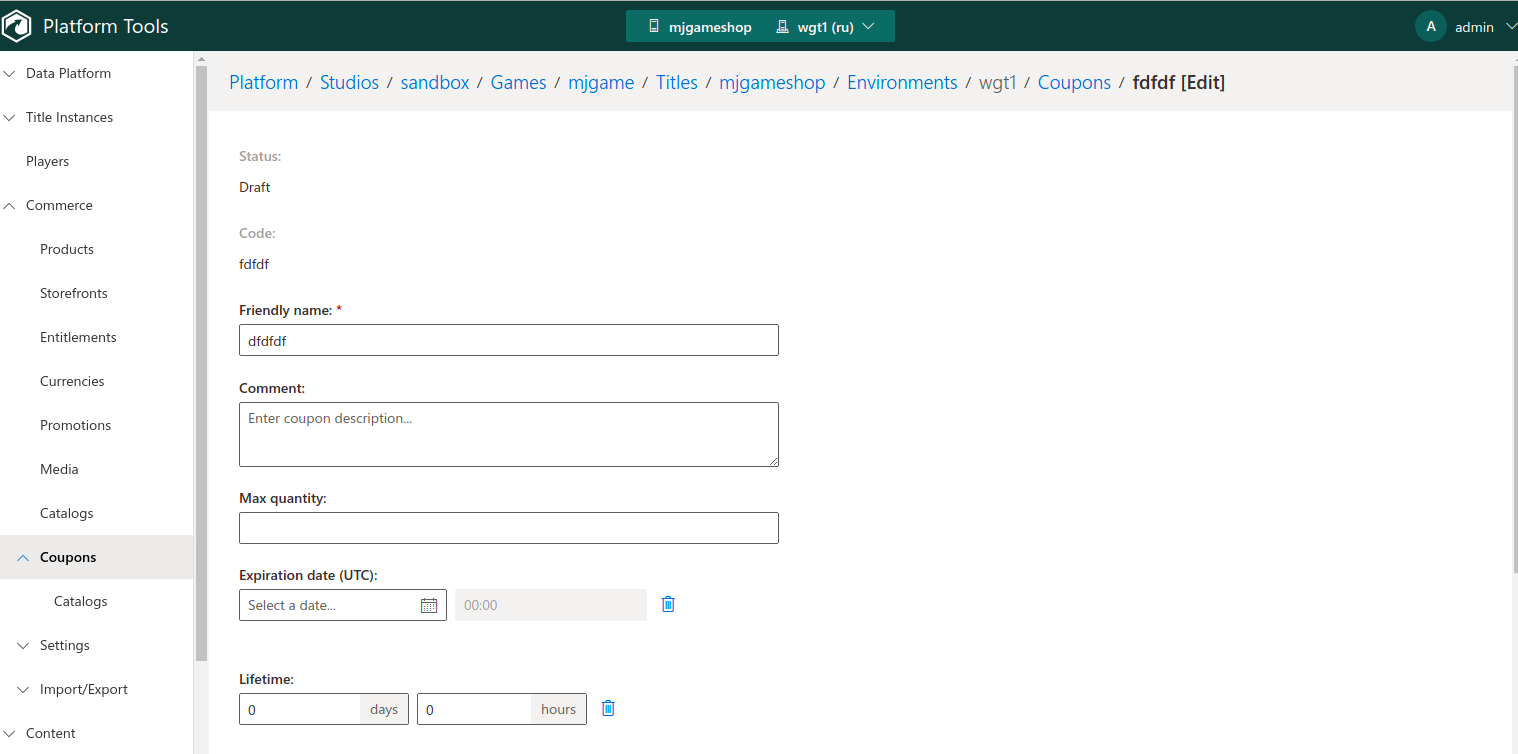 Platform Tools
mjgameshop wgt1 (ru)
A admin
Data Platform
Title Instances
Players
Commerce
Products
Storefronts
Entitlements
Currencies
Promotions
Media
Catalogs
Coupons
Catalogs
Settings
Import/Export
Content
Platform / Studios / sandbox / Games / mjgame / Titles / mjgameshop / Environments / wgt1 / Coupons / fdfdf [Edit]
Status:
Draft
Code:
fdfdf
Friendly name: *
dfdfdf
Comment:
Enter coupon description...
Max quantity:
Expiration date (UTC):
Select a date... 00:00
Lifetime:
0 days 0 hours